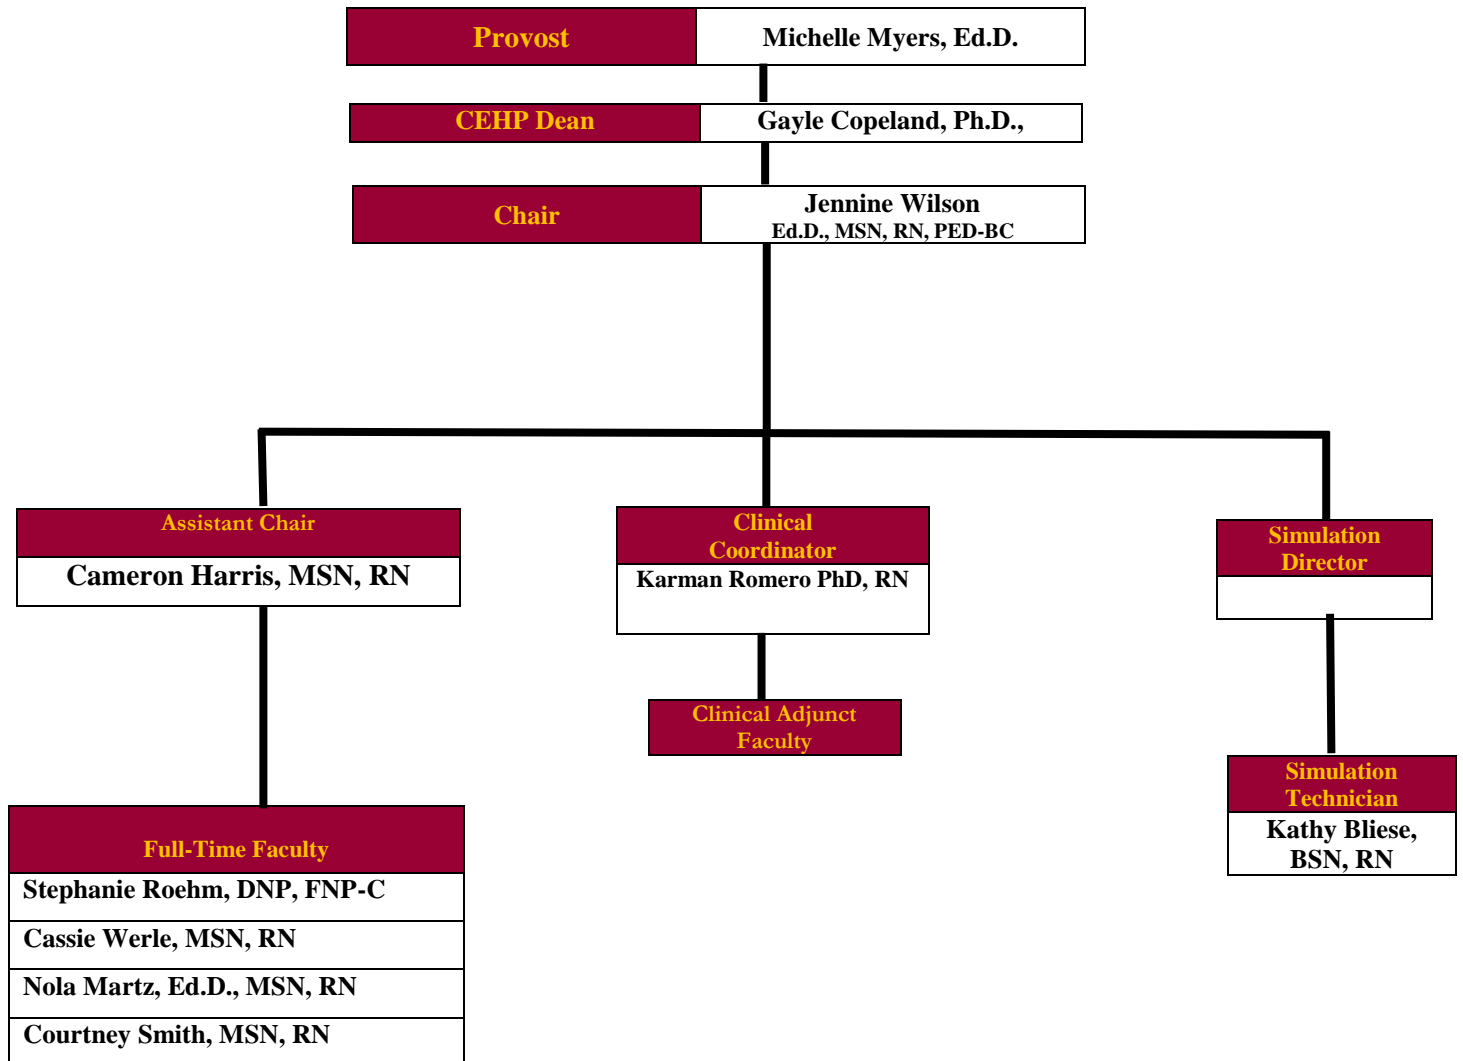 Provost
Michelle Myers, Ed.D.
CEHP Dean
Gayle Copeland, Ph.D.,
Chair
Jennine Wilson
Ed.D., MSN, RN, PED-BC
Assistant Chair
Cameron Harris, MSN, RN
Clinical
Coordinator
Karman Romero PhD, RN
Simulation
Director
Clinical Adjunct
Faculty
Simulation
Technician
Kathy Bliese,
BSN, RN
Full-Time Faculty
Stephanie Roehm, DNP, FNP-C
Cassie Werle, MSN, RN
Nola Martz, Ed.D., MSN, RN
Courtney Smith, MSN, RN